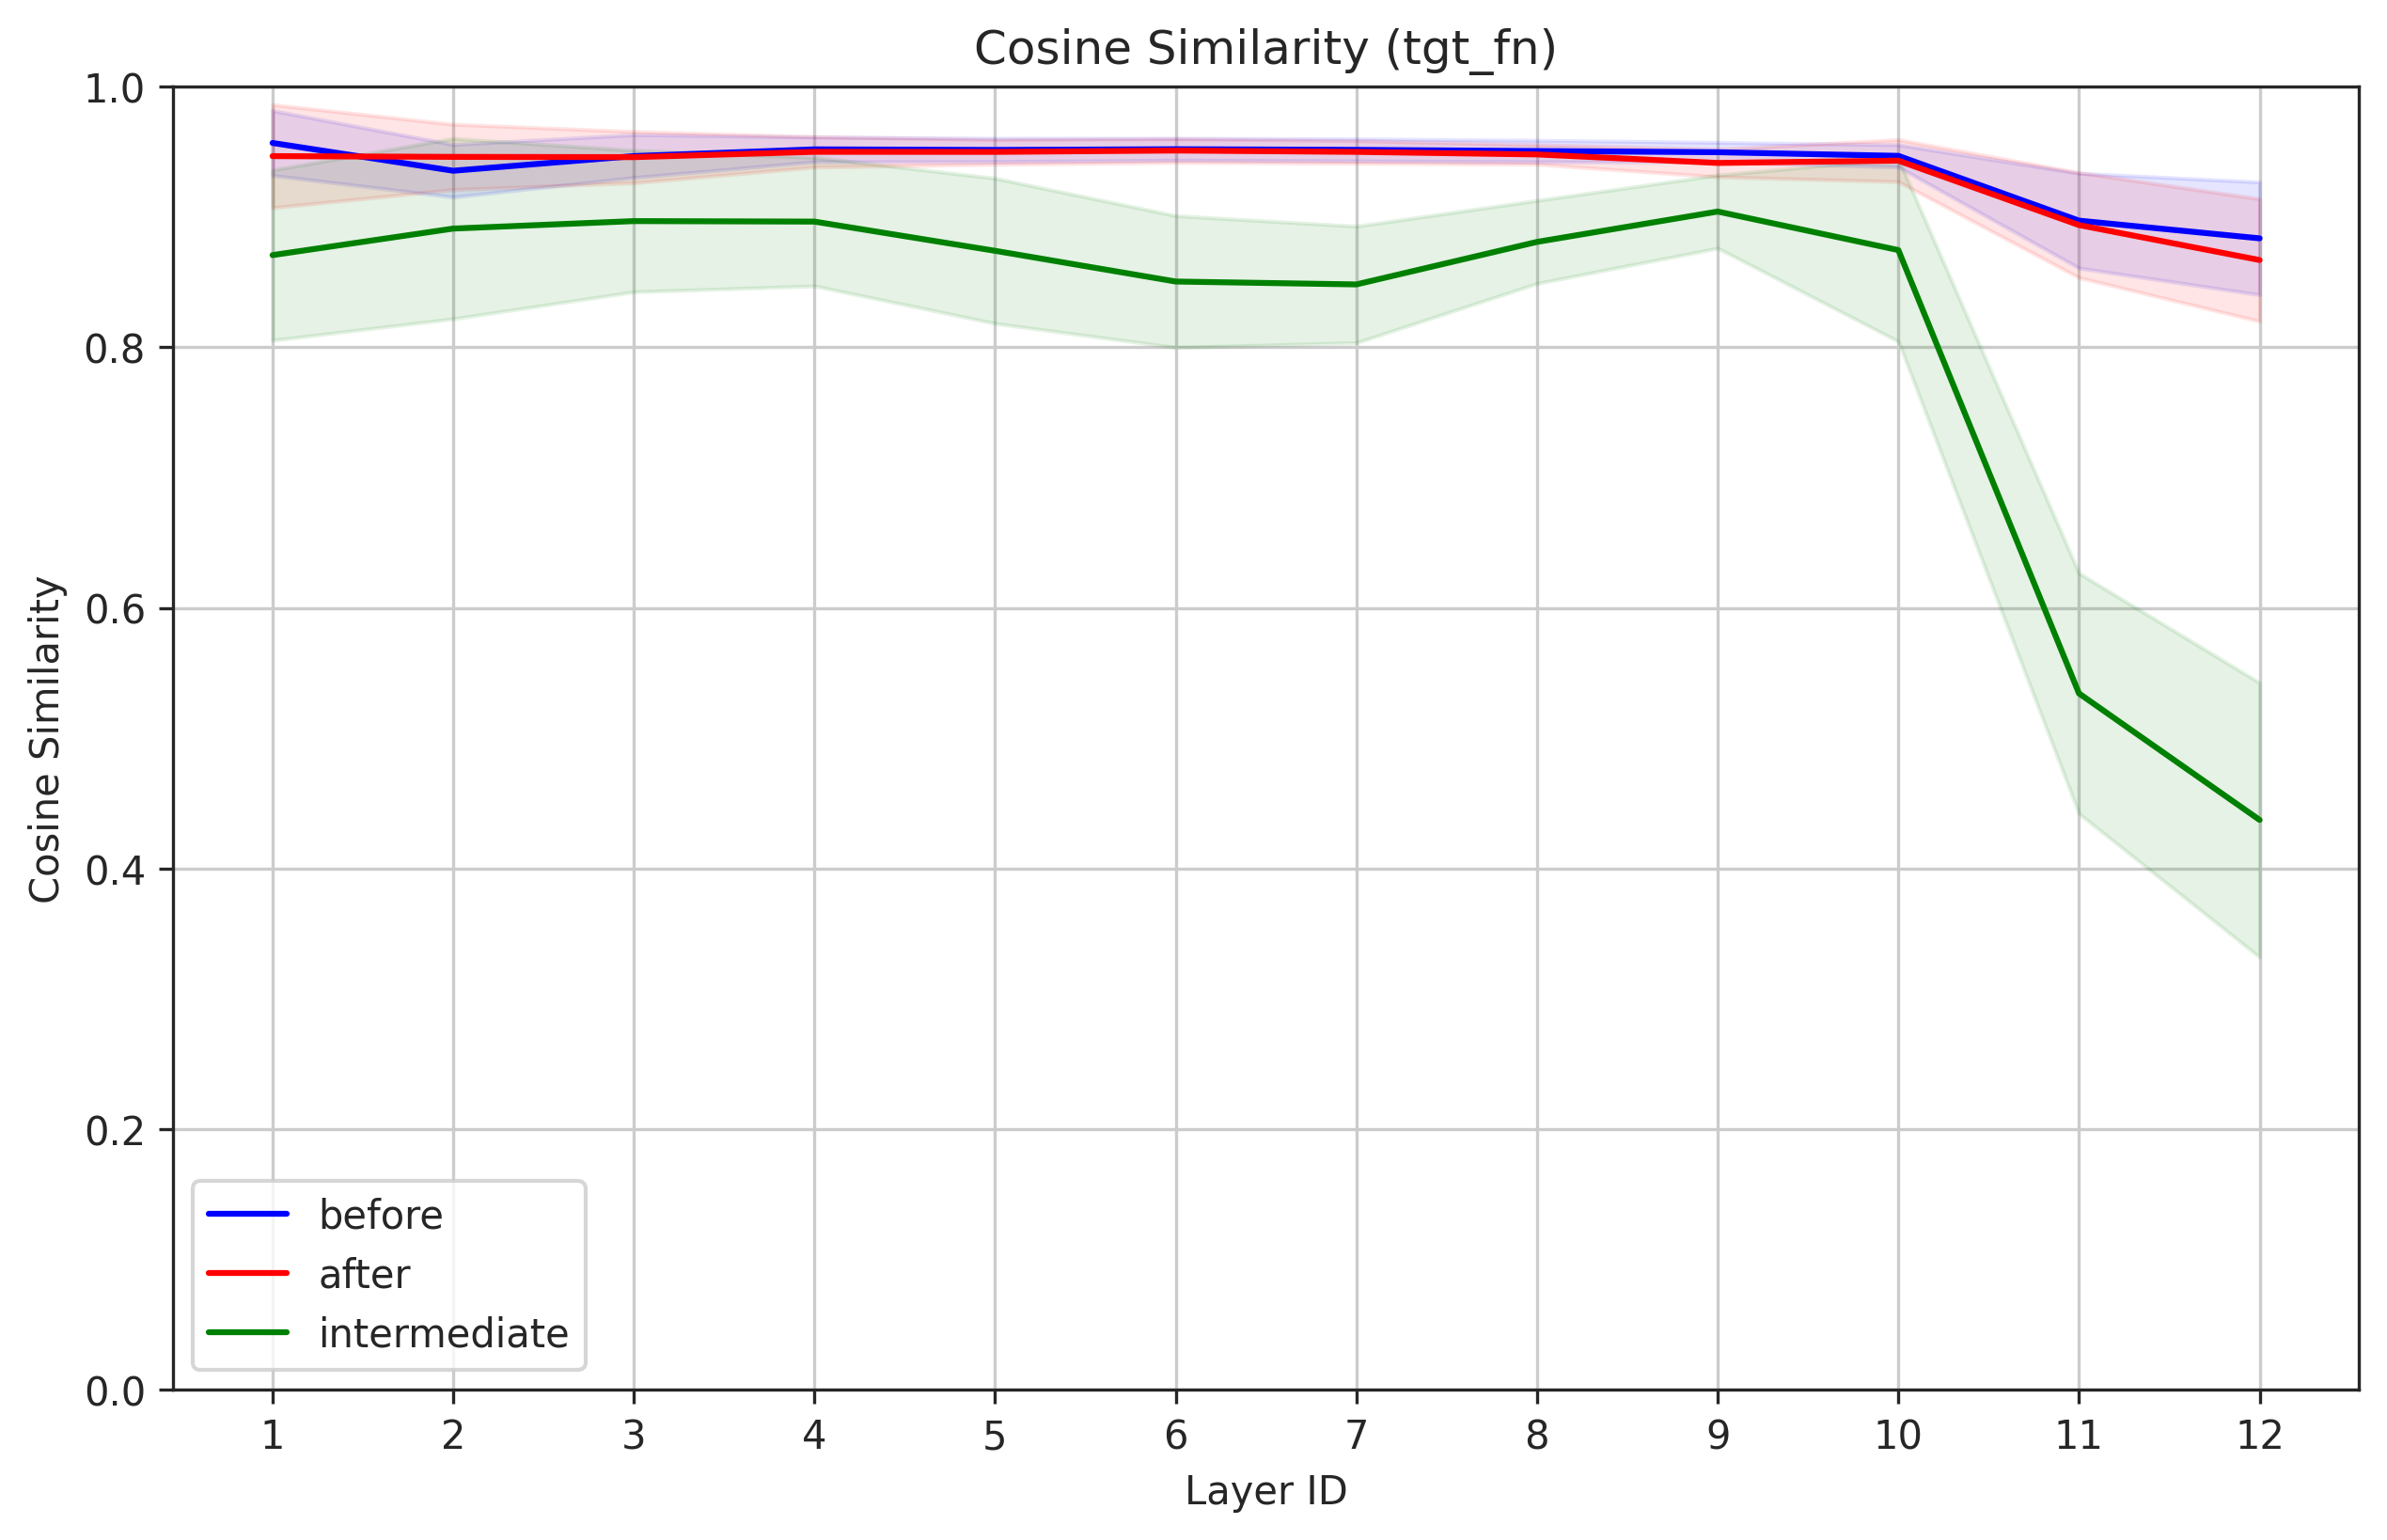 Cosine Similarity (tgt_fn)
1.0
0.8
0.6
0.4
0.2
0.0
Cosine Similarity
before
after
intermediate
1 2 3 4 5 6 7 8 9 10 11 12
Layer ID